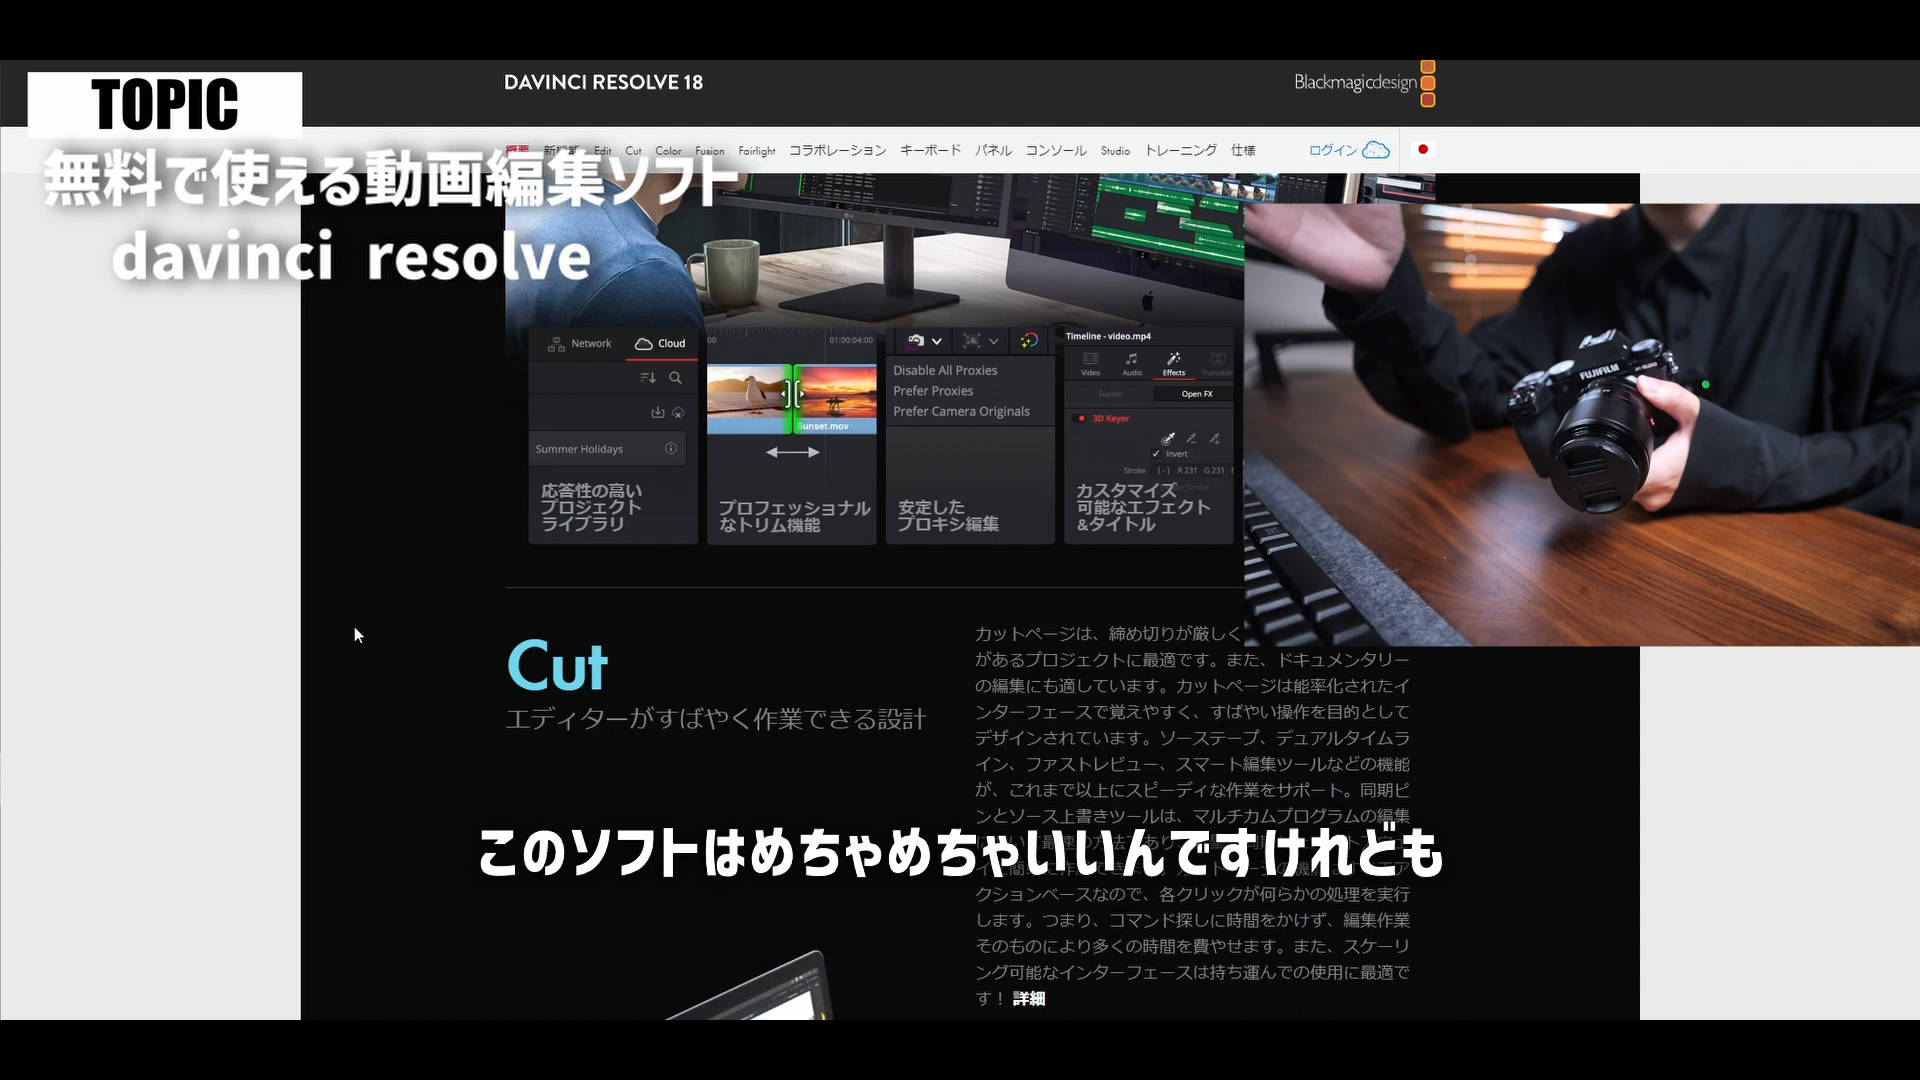 DAVINCI RESOLVE 18
Blackmagicdesign
TOPIC
概要 新機能 Edit Cut Color Fusion Fairlight コラボレーション キーボード パネル コンソール Studio トレーニング 仕様 ログイン
無料で使える動画編集ソフト
davinci resolve
Network Cloud
Summer Holidays
応答性の高い
プロジェクト
ライブラリ
01:00:04:00
Sunset.mov
プロフェッショナル
なトリム機能
Disable All Proxies
Prefer Proxies
Prefer Camera Originals
安定した
プロキシ編集
Timeline - video.mp4
Video Audio Effects
Fusion Open FX
3D Keyer
Invert
Stroke [ - ] R 231 G 231
カスタマイズ
可能なエフェクト
&タイトル
FUJIFILM
Cut
エディターがすばやく作業できる設計
カットページは、締め切りが厳しく
があるプロジェクトに最適です。また、ドキュメンタリー
の編集にも適しています。カットページは能率化されたイ
ンターフェースで覚えやすく、すばやい操作を目的として
デザインされています。ソーステープ、デュアルタイムラ
イン、ファストレビュー、スマート編集ツールなどの機能
が、これまで以上にスピーディな作業をサポート。同期ビ
ンとソース上書きツールは、マルチカムプログラムの編集
クションベースなので、各クリックが何らかの処理を実行
します。つまり、コマンド探しに時間をかけず、編集作業
そのものにより多くの時間を費やせます。また、スケーリ
ング可能なインターフェースは持ち運んでの使用に最適で
す！ 詳細
このソフトはめちゃめちゃいいんですけれども